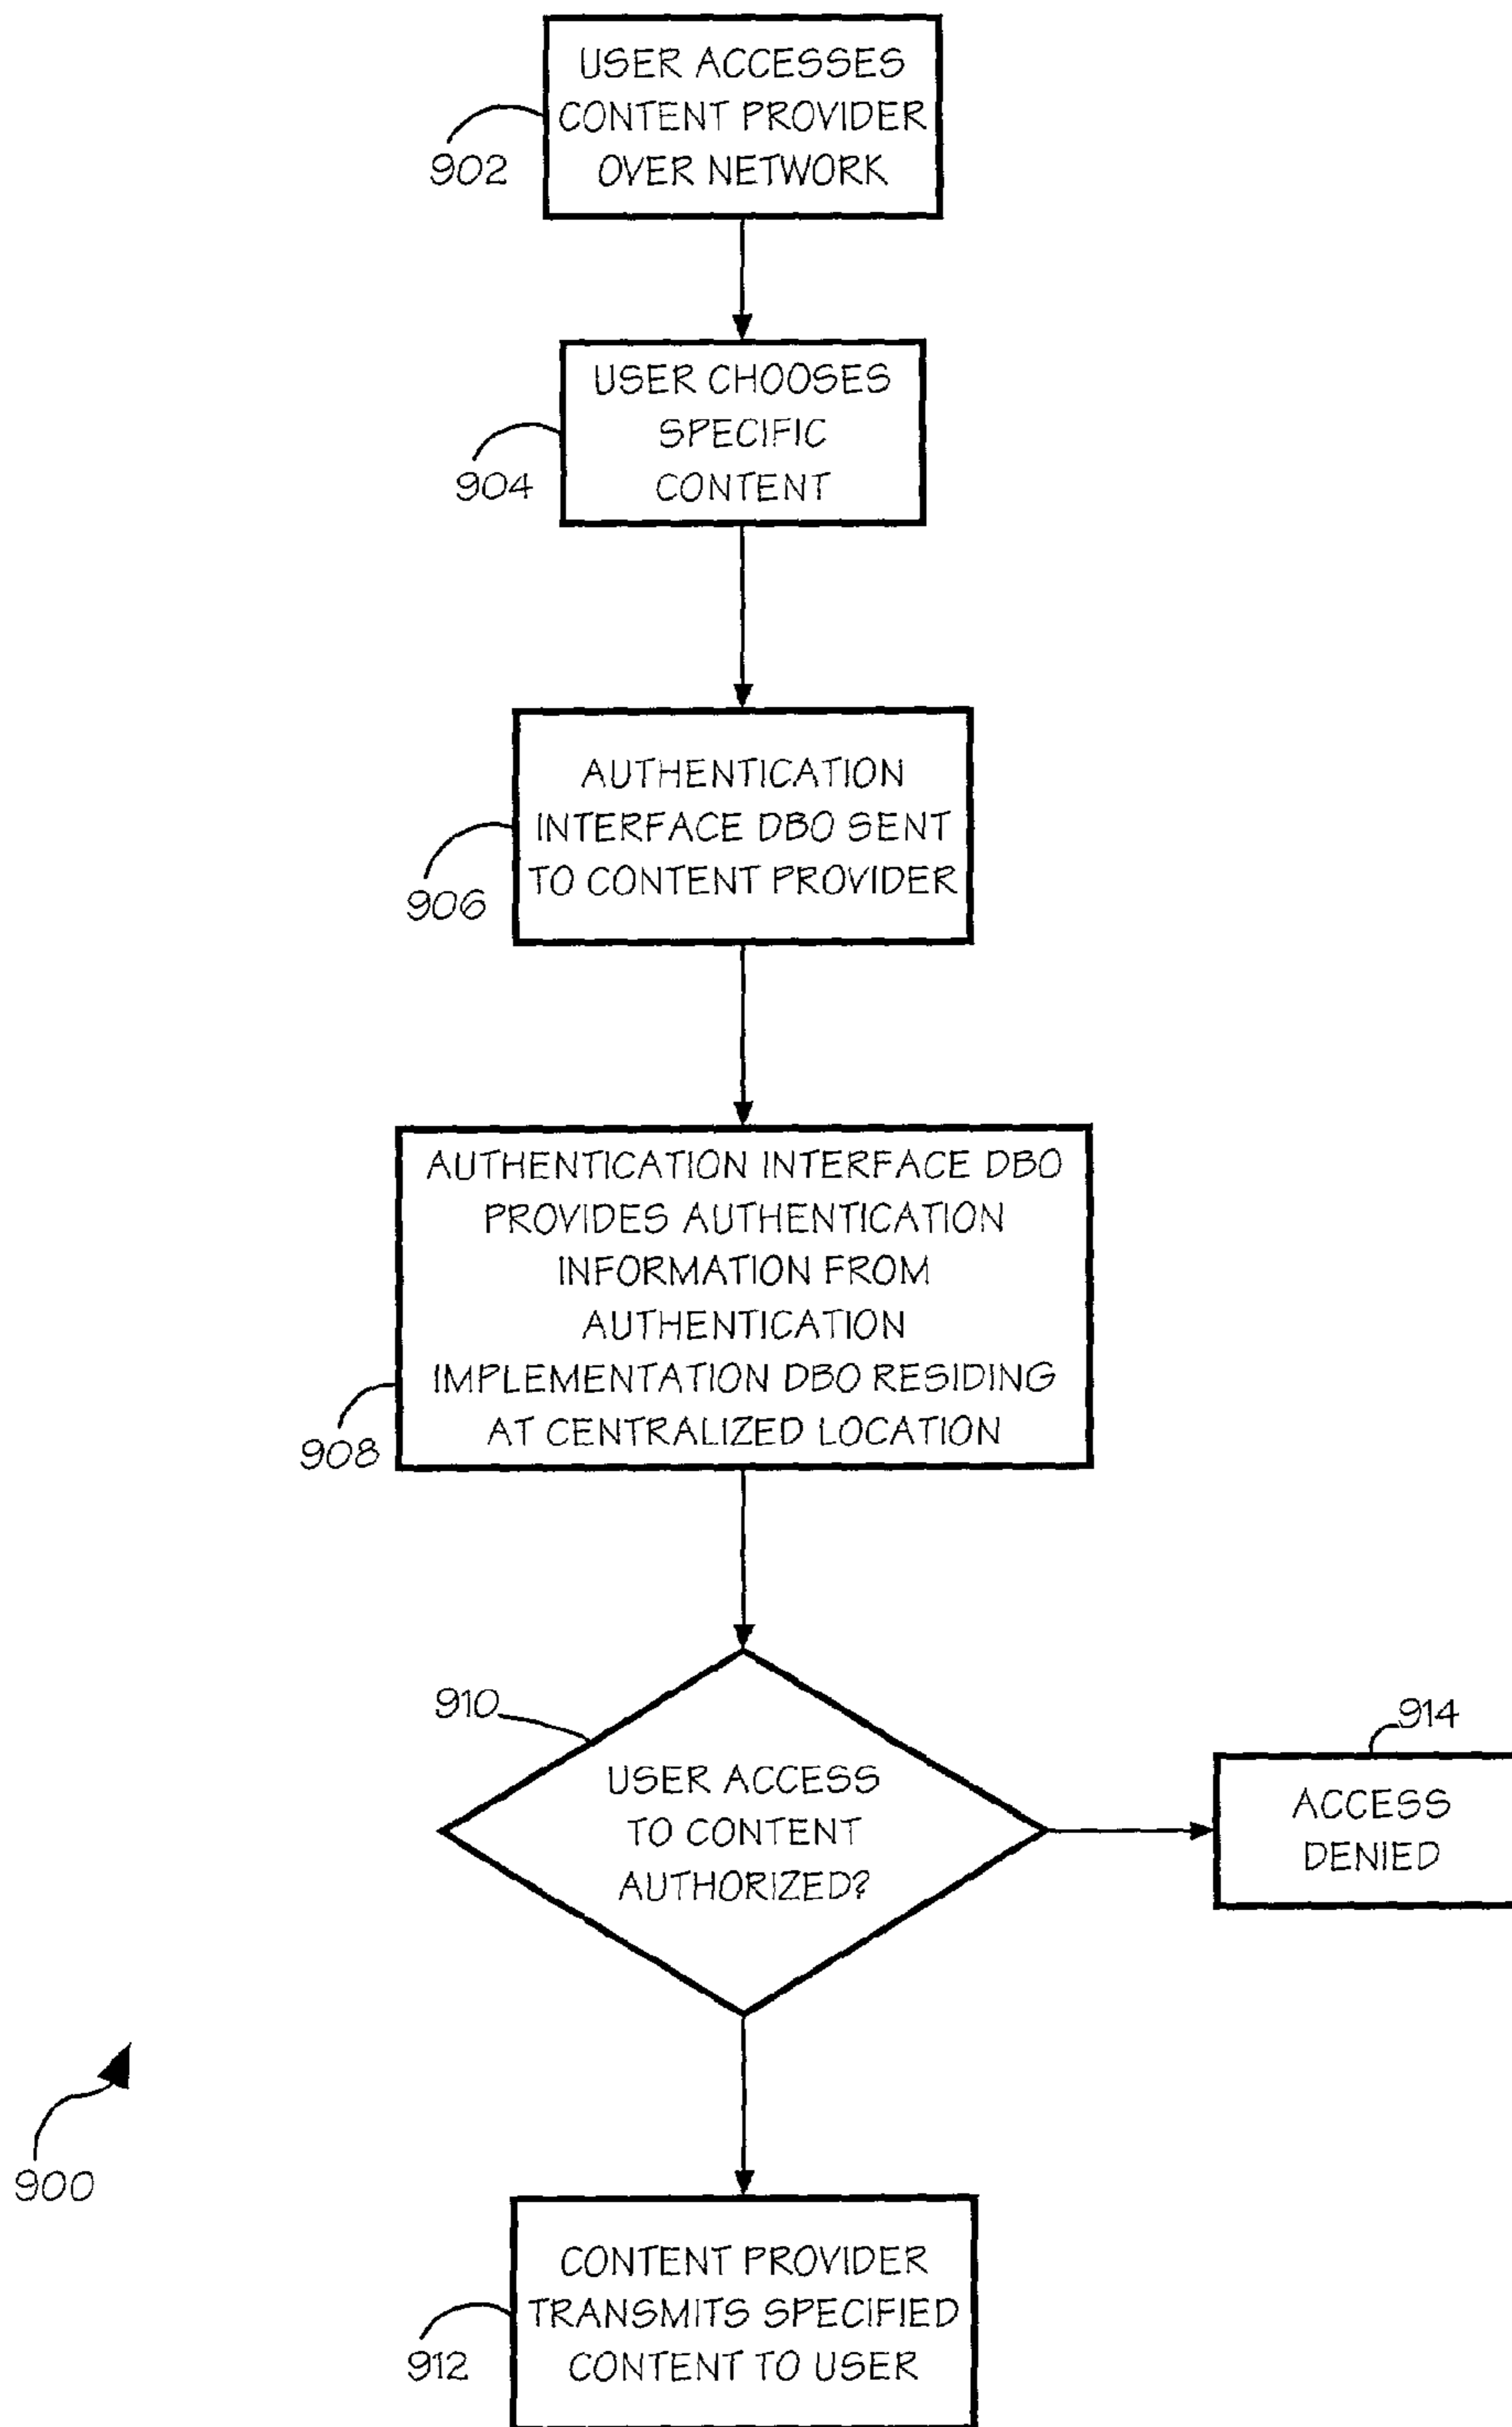 USER ACCESSES
CONTENT PROVIDER
OVER NETWORK
902
USER CHOOSES
SPECIFIC
CONTENT
904
AUTHENTICATION
INTERFACE DBO SENT
TO CONTENT PROVIDER
906
AUTHENTICATION INTERFACE DBO
PROVIDES AUTHENTICATION
INFORMATION FROM
AUTHENTICATION
IMPLEMENTATION DBO RESIDING
AT CENTRALIZED LOCATION
908
910
USER ACCESS
TO CONTENT
AUTHORIZED?
914
ACCESS
DENIED
900
CONTENT PROVIDER
TRANSMITS SPECIFIED
CONTENT TO USER
912